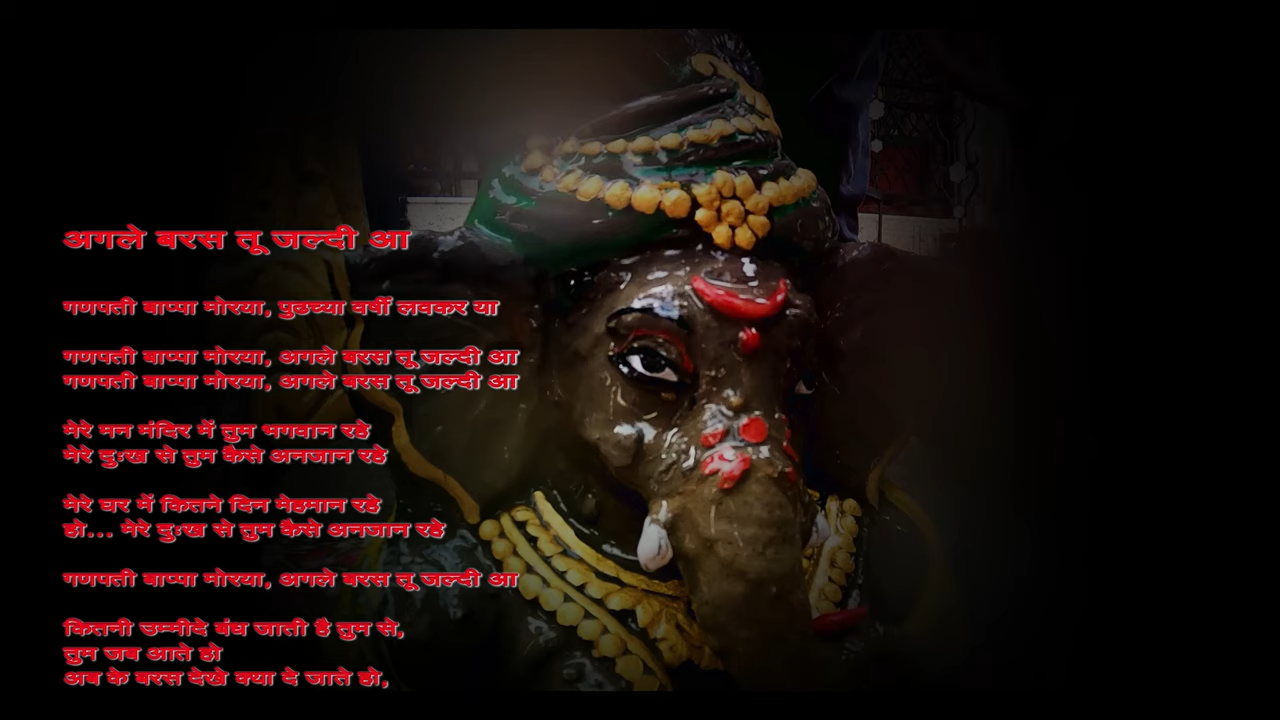 अगले बरस तू जल्दी आ
गणपती बाप्पा मोरया, पुढच्या वर्षी लवकर या
गणपती बाप्पा मोरया, अगले बरस तू जल्दी आ
गणपती बाप्पा मोरया, अगले बरस तू जल्दी आ
मेरे मन मंदिर में तुम भगवान रहे
मेरे दुःख से तुम कैसे अनजान रहे
मेरे घर में कितने दिन मेहमान रहे
हो... मेरे दुःख से तुम कैसे अनजान रहे
गणपती बाप्पा मोरया, अगले बरस तू जल्दी आ
कितनी उम्मीदे बंध जाती है तुम से,
तुम जब आते हो
अब के बरस देखे क्या दे जाते हो,